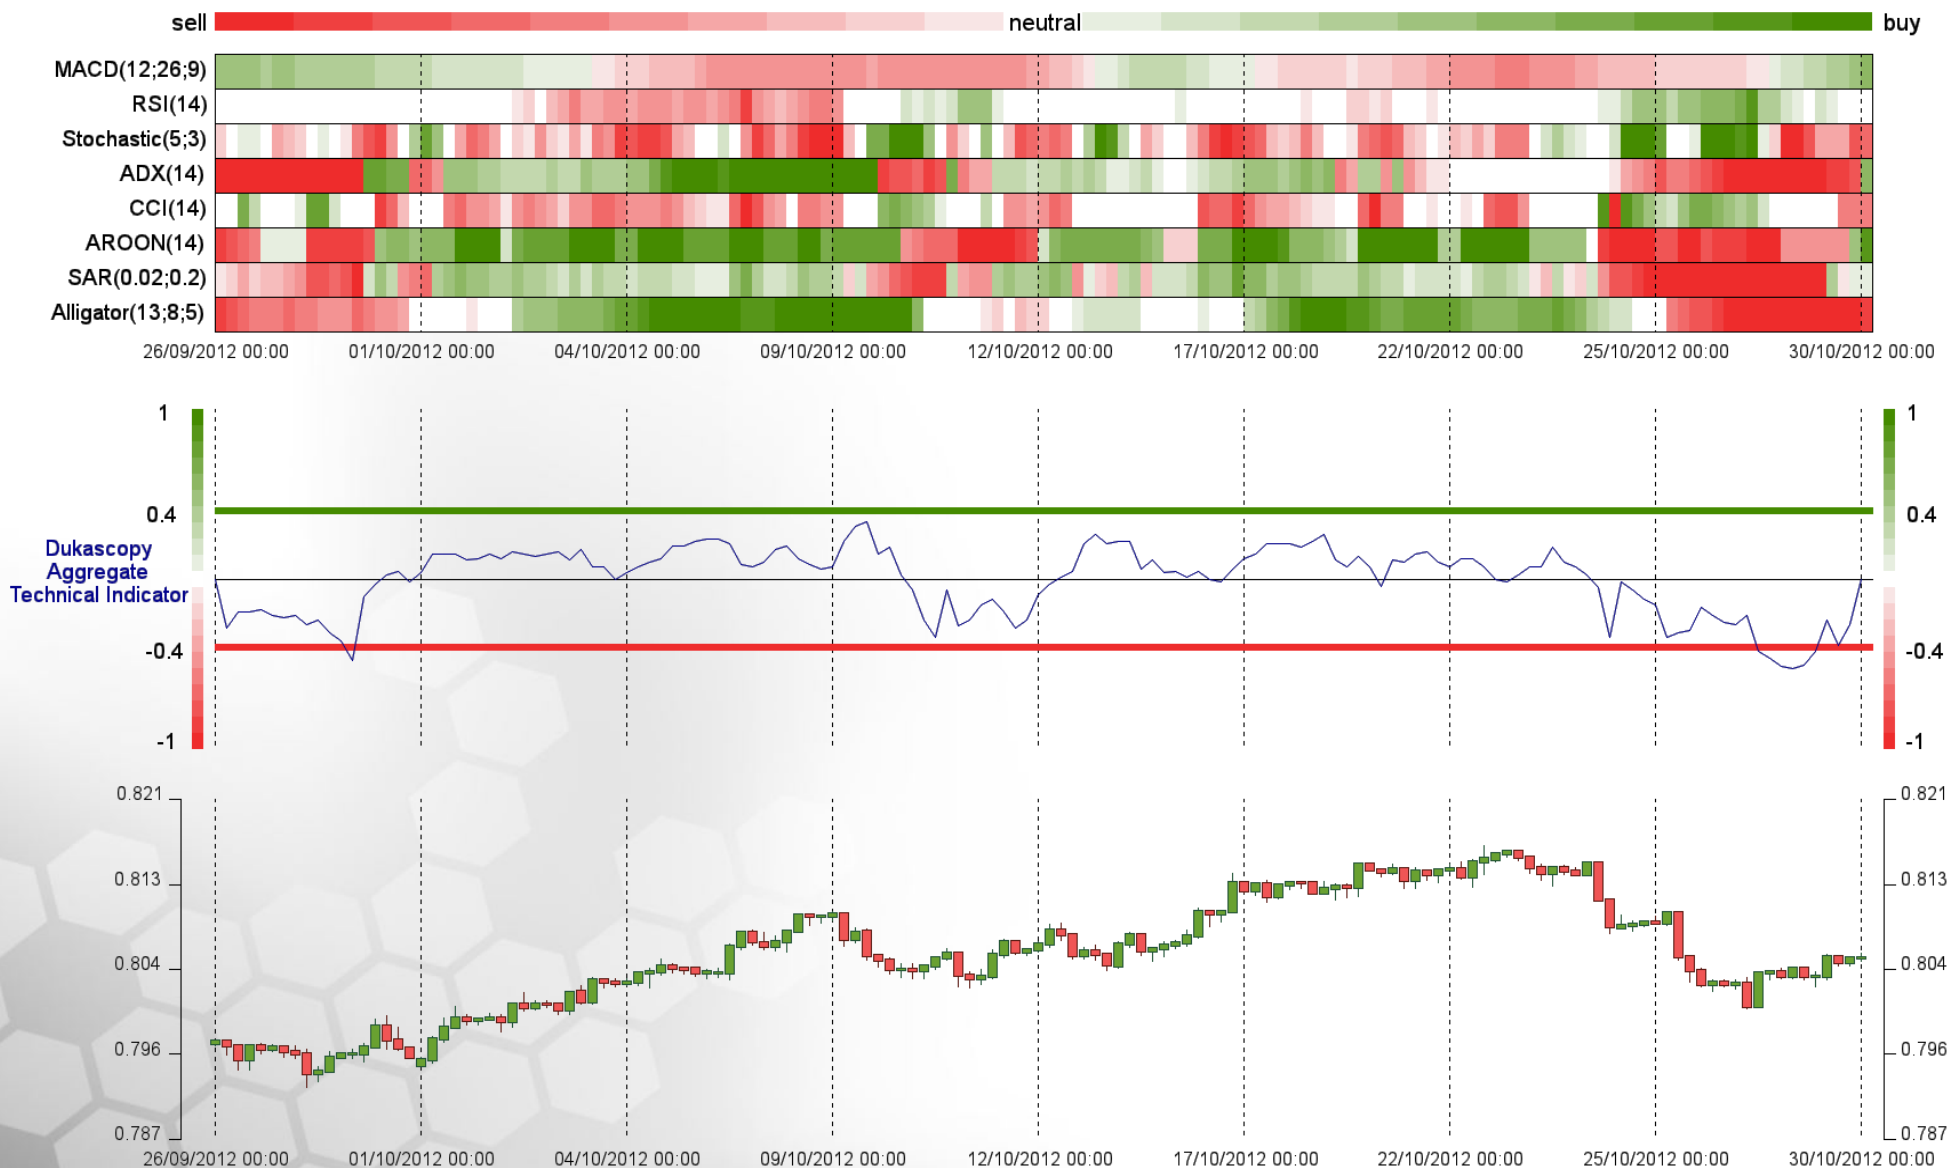 sell neutral buy
MACD(12;26;9)
RSI(14)
Stochastic(5;3)
ADX(14)
CCI(14)
AROON(14)
SAR(0.02;0.2)
Alligator(13;8;5)
26/09/2012 00:00 01/10/2012 00:00 04/10/2012 00:00 09/10/2012 00:00 12/10/2012 00:00 17/10/2012 00:00 22/10/2012 00:00 25/10/2012 00:00 30/10/2012 00:00
1 1
0.4 0.4
Dukascopy
Aggregate
Technical Indicator
-0.4 -0.4
-1 -1
0.821 0.821
0.813 0.813
0.804 0.804
0.796 0.796
0.787 0.787
26/09/2012 00:00 01/10/2012 00:00 04/10/2012 00:00 09/10/2012 00:00 12/10/2012 00:00 17/10/2012 00:00 22/10/2012 00:00 25/10/2012 00:00 30/10/2012 00:00